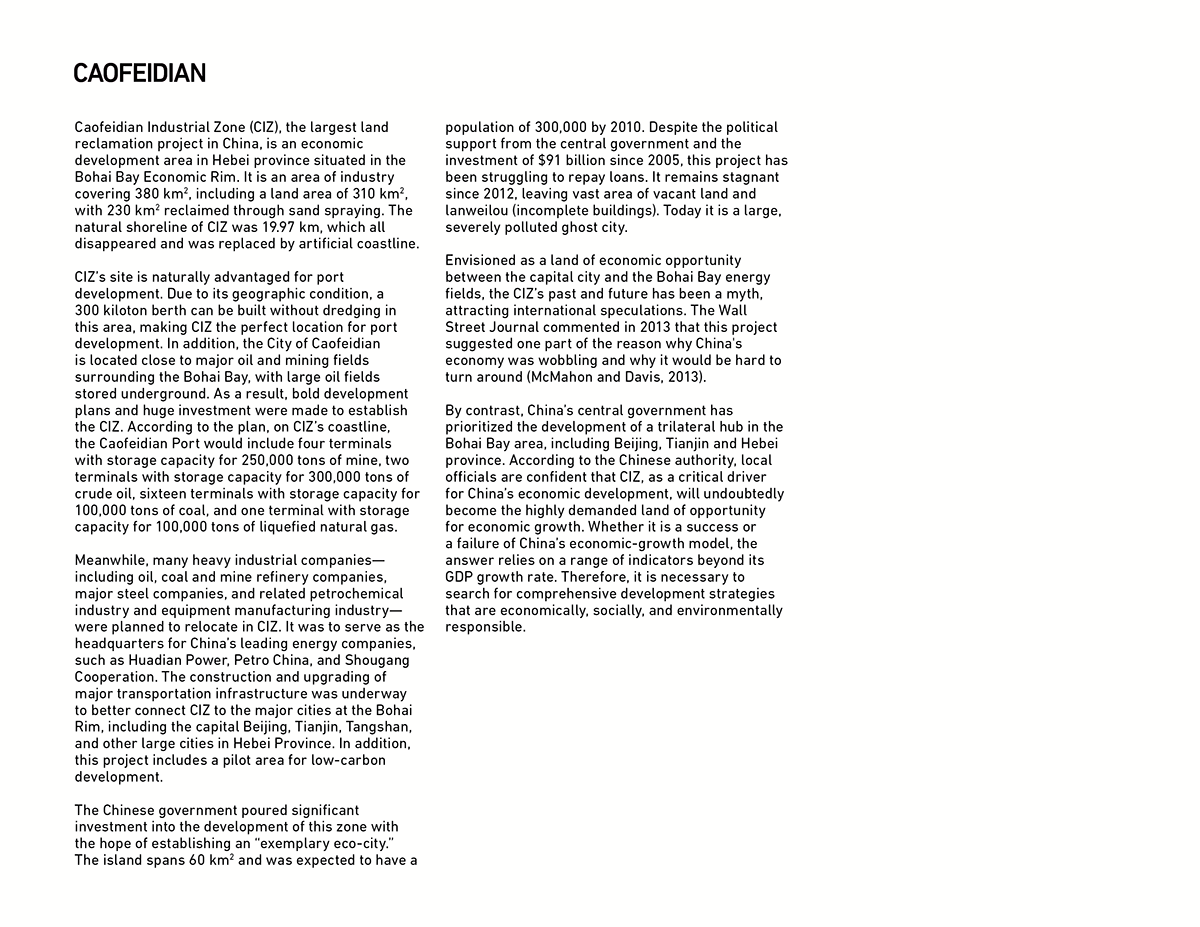 CAOFEIDIAN
Caofeidian Industrial Zone (CIZ), the largest land
reclamation project in China, is an economic
development area in Hebei province situated in the
Bohai Bay Economic Rim. It is an area of industry
covering 380 km², including a land area of 310 km²,
with 230 km² reclaimed through sand spraying. The
natural shoreline of CIZ was 19.97 km, which all
disappeared and was replaced by artificial coastline.
CIZ's site is naturally advantaged for port
development. Due to its geographic condition, a
300 kiloton berth can be built without dredging in
this area, making CIZ the perfect location for port
development. In addition, the City of Caofeidian
is located close to major oil and mining fields
surrounding the Bohai Bay, with large oil fields
stored underground. As a result, bold development
plans and huge investment were made to establish
the CIZ. According to the plan, on CIZ's coastline,
the Caofeidian Port would include four terminals
with storage capacity for 250,000 tons of mine, two
terminals with storage capacity for 300,000 tons of
crude oil, sixteen terminals with storage capacity for
100,000 tons of coal, and one terminal with storage
capacity for 100,000 tons of liquefied natural gas.
Meanwhile, many heavy industrial companies—
including oil, coal and mine refinery companies,
major steel companies, and related petrochemical
industry and equipment manufacturing industry—
were planned to relocate in CIZ. It was to serve as the
headquarters for China's leading energy companies,
such as Huadian Power, Petro China, and Shougang
Cooperation. The construction and upgrading of
major transportation infrastructure was underway
to better connect CIZ to the major cities at the Bohai
Rim, including the capital Beijing, Tianjin, Tangshan,
and other large cities in Hebei Province. In addition,
this project includes a pilot area for low-carbon
development.
The Chinese government poured significant
investment into the development of this zone with
the hope of establishing an “exemplary eco-city.”
The island spans 60 km² and was expected to have a
population of 300,000 by 2010. Despite the political
support from the central government and the
investment of $91 billion since 2005, this project has
been struggling to repay loans. It remains stagnant
since 2012, leaving vast area of vacant land and
lanweilou (incomplete buildings). Today it is a large,
severely polluted ghost city.
Envisioned as a land of economic opportunity
between the capital city and the Bohai Bay energy
fields, the CIZ's past and future has been a myth,
attracting international speculations. The Wall
Street Journal commented in 2013 that this project
suggested one part of the reason why China's
economy was wobbling and why it would be hard to
turn around (McMahon and Davis, 2013).
By contrast, China's central government has
prioritized the development of a trilateral hub in the
Bohai Bay area, including Beijing, Tianjin and Hebei
province. According to the Chinese authority, local
officials are confident that CIZ, as a critical driver
for China's economic development, will undoubtedly
become the highly demanded land of opportunity
for economic growth. Whether it is a success or
a failure of China's economic-growth model, the
answer relies on a range of indicators beyond its
GDP growth rate. Therefore, it is necessary to
search for comprehensive development strategies
that are economically, socially, and environmentally
responsible.